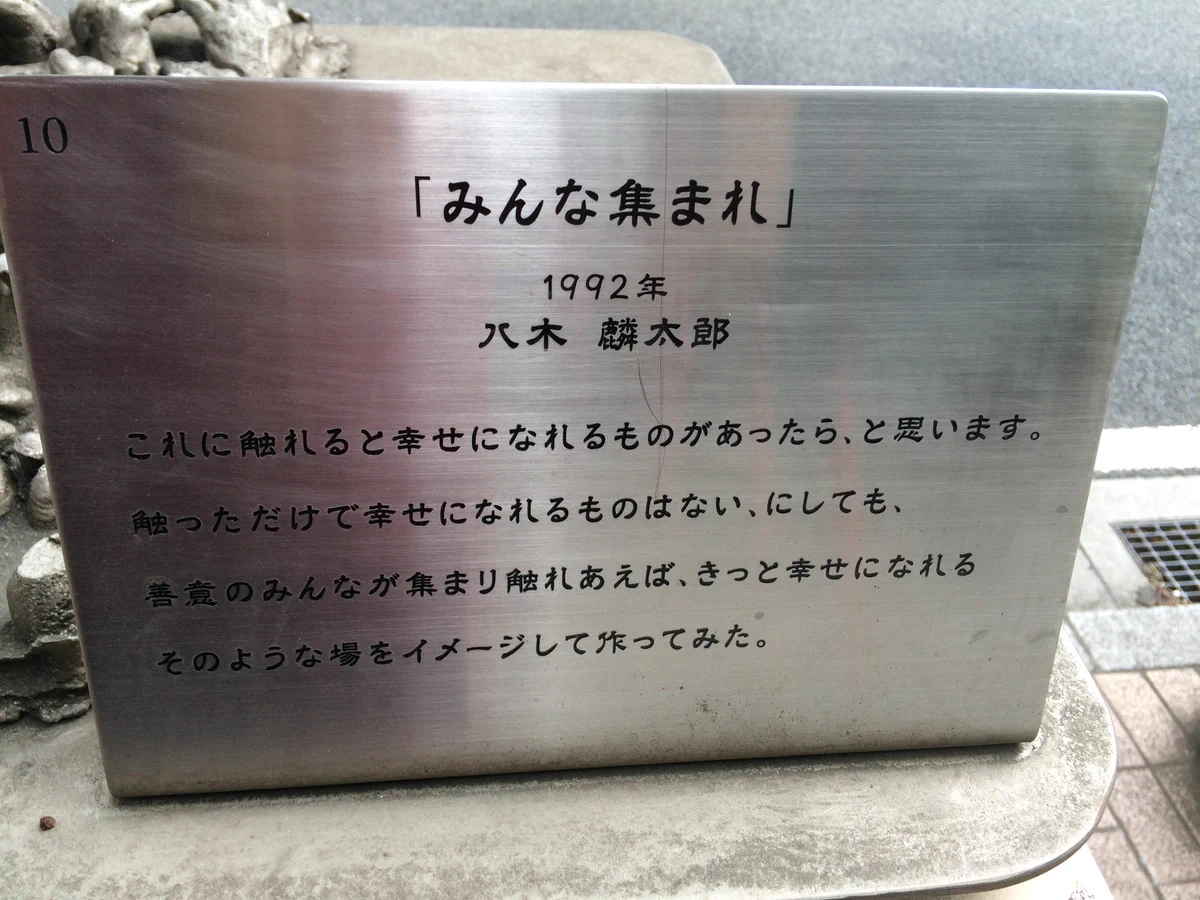 10
「みんな集まれ」
1992年
八木 麟太郎
これに触れると幸せになれるものがあったら、と思います。
触っただけで幸せになれるものはない、にしても、
善意のみんなが集まり触れあえば、きっと幸せになれる
そのような場をイメージして作ってみた。